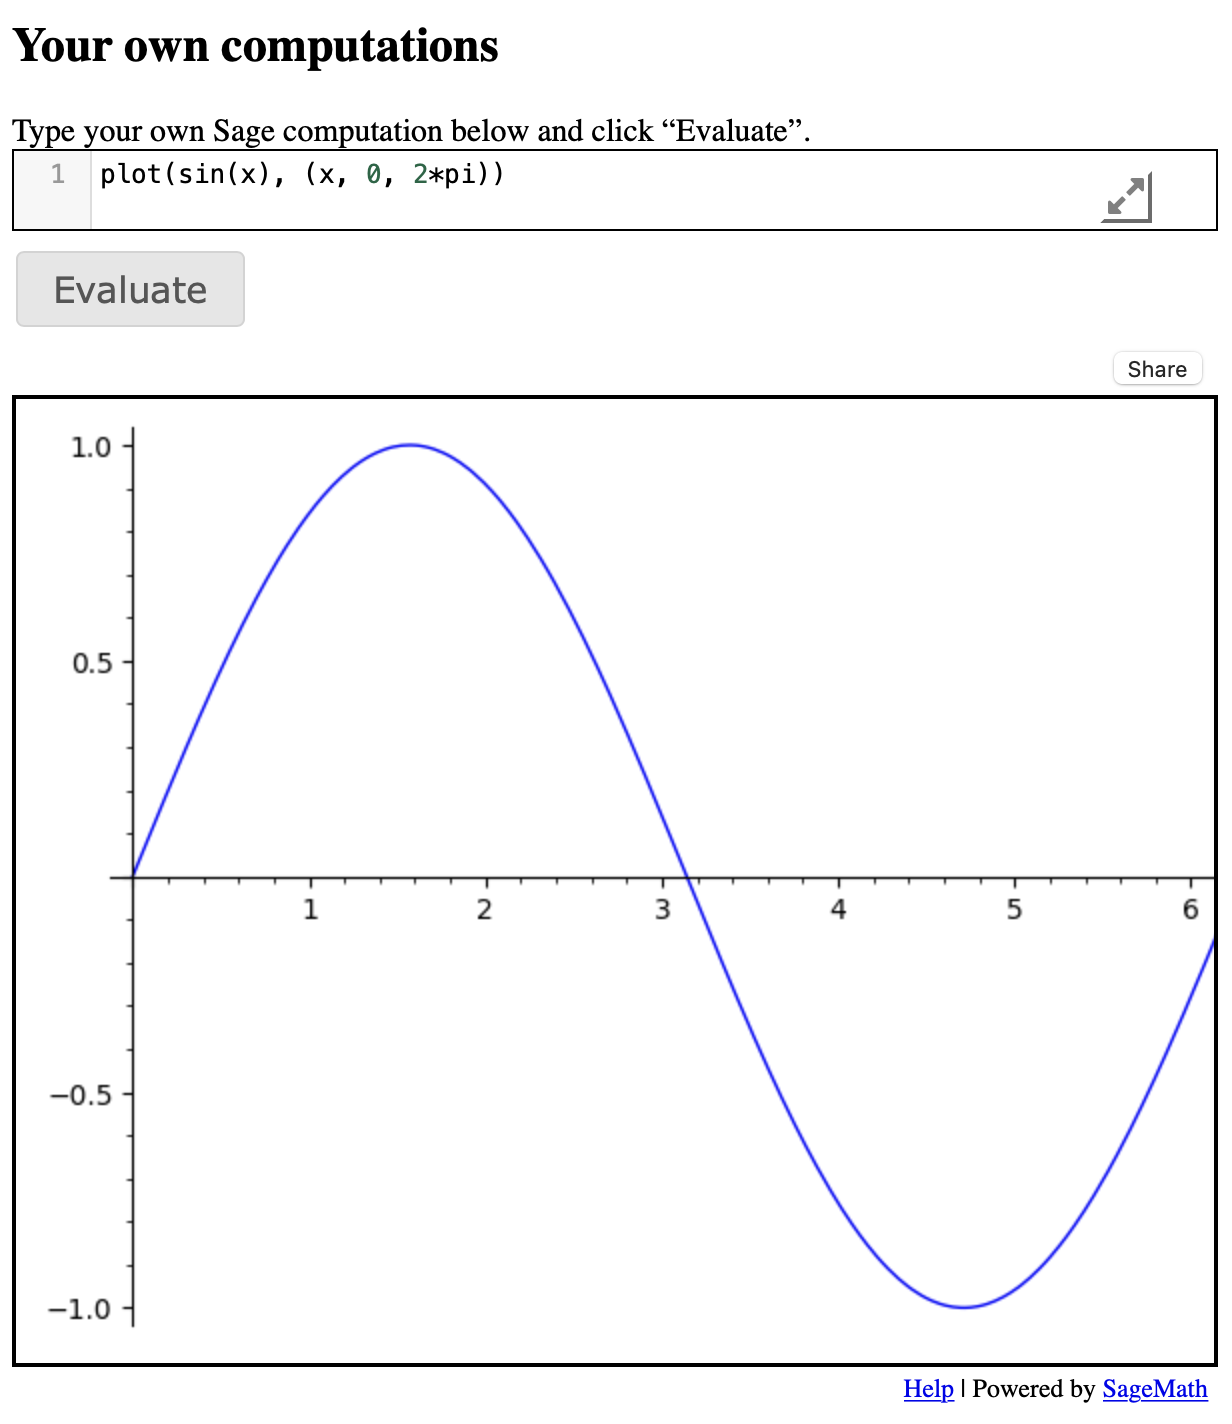 Your own computations
Type your own Sage computation below and click “Evaluate”.
1 plot(sin(x), (x, 0, 2*pi))
Evaluate
Share
1.0
0.5
1 2 3 4 5 6
−0.5
−1.0
Help | Powered by SageMath